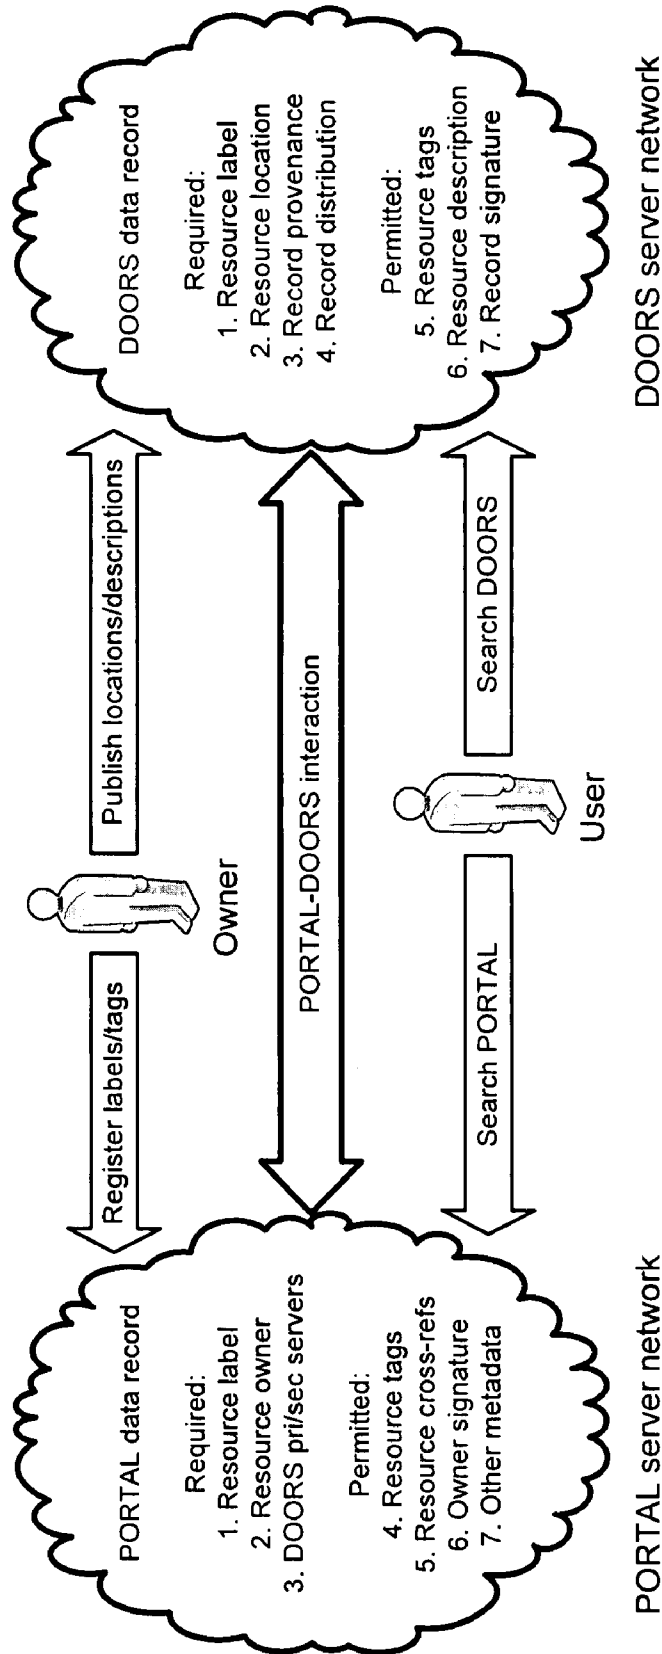 PORTAL data record
Required:
1. Resource label
2. Resource owner
3. DOORS pri/sec servers
Permitted:
4. Resource tags
5. Resource cross-refs
6. Owner signature
7. Other metadata
PORTAL server network
Register labels/tags
Owner
Publish locations/descriptions
PORTAL-DOORS interaction
Search PORTAL
User
Search DOORS
DOORS data record
Required:
1. Resource label
2. Resource location
3. Record provenance
4. Record distribution
Permitted:
5. Resource tags
6. Resource description
7. Record signature
DOORS server network